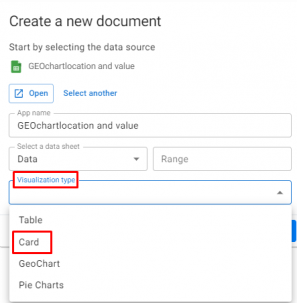 Create a new document
Start by selecting the data source
GEOchartlocation and value
Open Select another
App name
GEOchartlocation and value
Select a data sheet
Data Range
Visualization type
Table
Card
GeoChart
Pie Charts